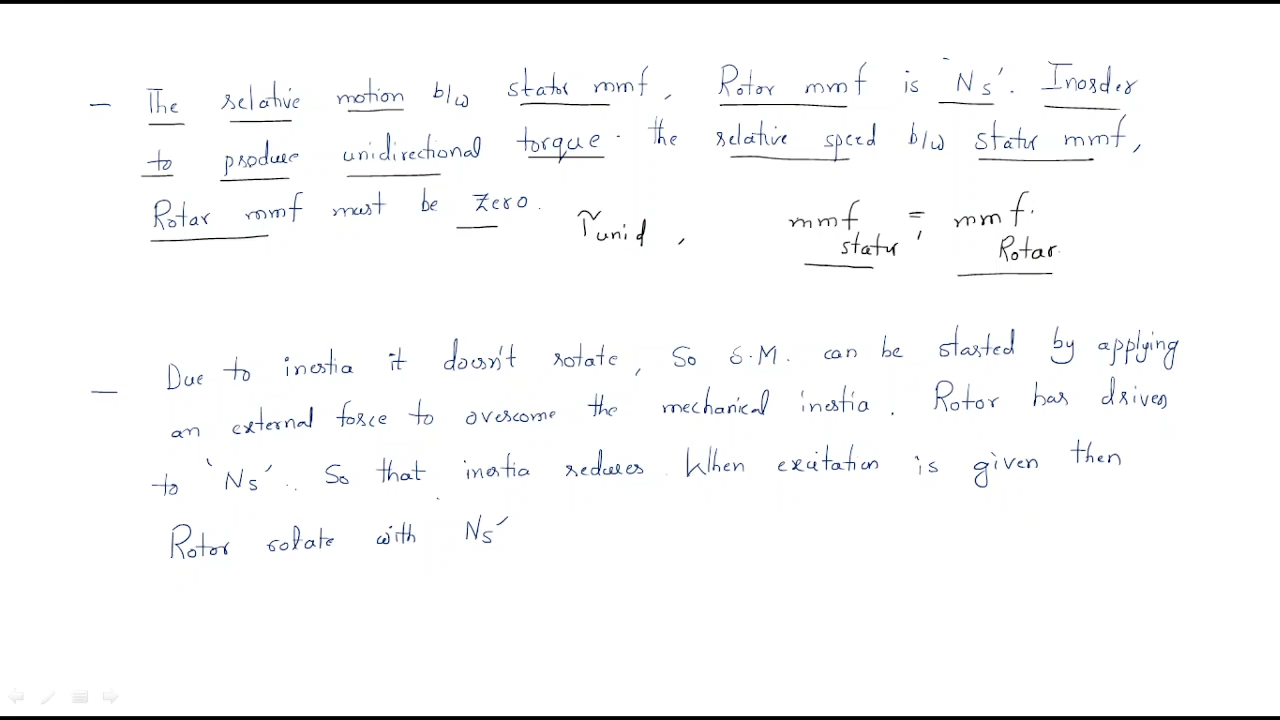 – The relative motion b/w stator mmf, Rotor mmf is 'Ns'. Inorder
to produce unidirectional torque. the relative speed b/w stator mmf,
Rotar mmf must be zero.
Tunid, mmf stator = mmf Rotar.
– Due to inertia it doesn't rotate, So S.M. can be started by applying
an external force to overcome the mechanical inertia. Rotor has driven
to 'Ns'. So that inertia reduces. When excitation is given then
Rotor rotate with Ns'